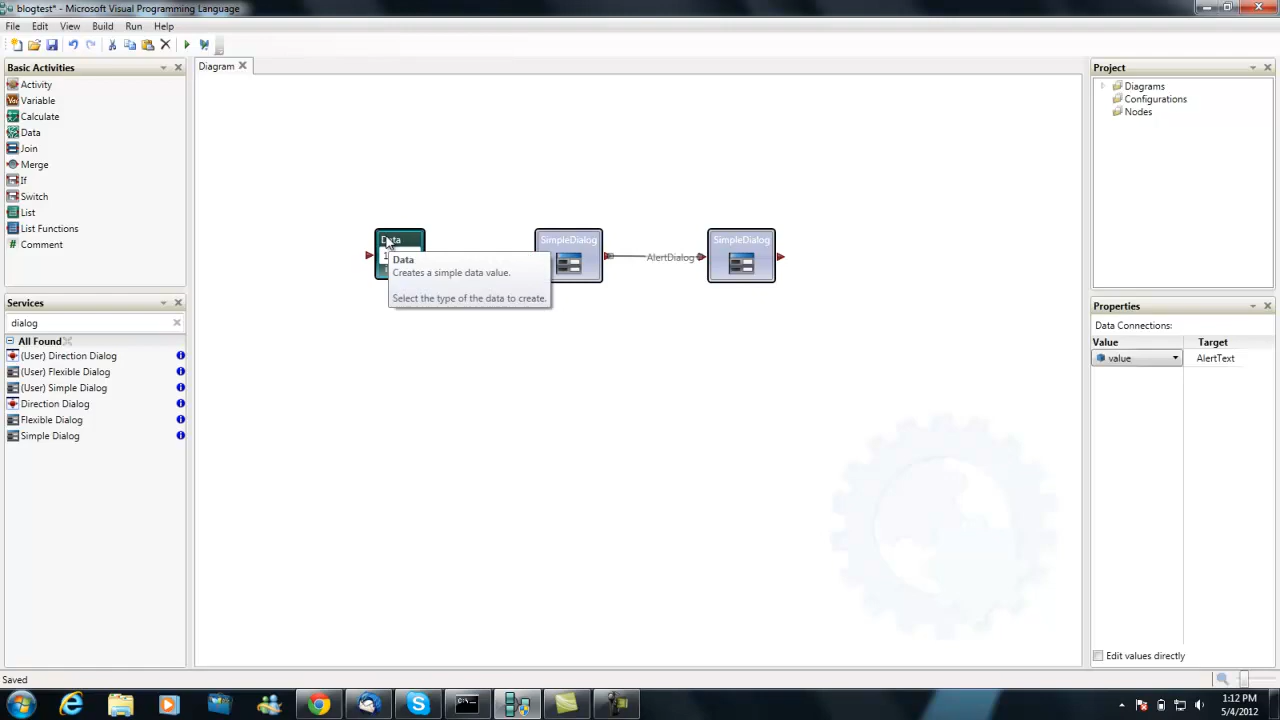 blogtest* - Microsoft Visual Programming Language
File Edit View Build Run Help
Basic Activities
Activity
Variable
Calculate
Data
Join
Merge
If
Switch
List
List Functions
# Comment
Services
dialog
All Found
(User) Direction Dialog
(User) Flexible Dialog
(User) Simple Dialog
Direction Dialog
Flexible Dialog
Simple Dialog
Diagram
Data
Data
Creates a simple data value.
Select the type of the data to create.
SimpleDialog
AlertDialog
SimpleDialog
Project
Diagrams
Configurations
Nodes
Properties
Data Connections:
Value Target
value AlertText
Edit values directly
Saved
1:12 PM
5/4/2012